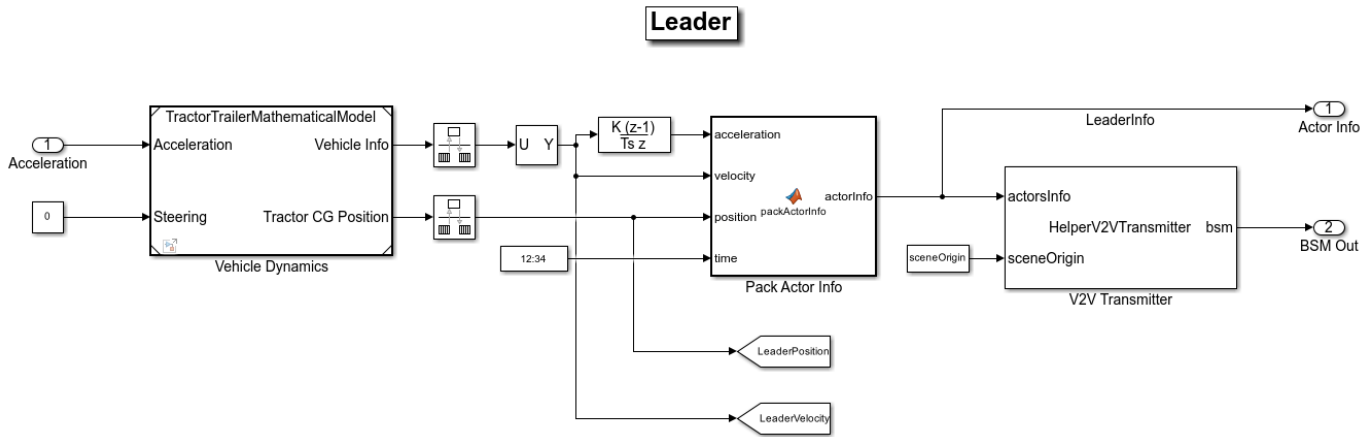 Leader
TractorTrailerMathematicalModel
1
Acceleration
Acceleration
Vehicle Info
0
Steering
Tractor CG Position
Vehicle Dynamics
U Y
K (z-1)
Ts z
12:34
acceleration
velocity
position
time
packActorInfo
actorInfo
Pack Actor Info
LeaderPosition
LeaderVelocity
LeaderInfo
1
Actor Info
sceneOrigin
actorsInfo
sceneOrigin
HelperV2VTransmitter
bsm
V2V Transmitter
2
BSM Out